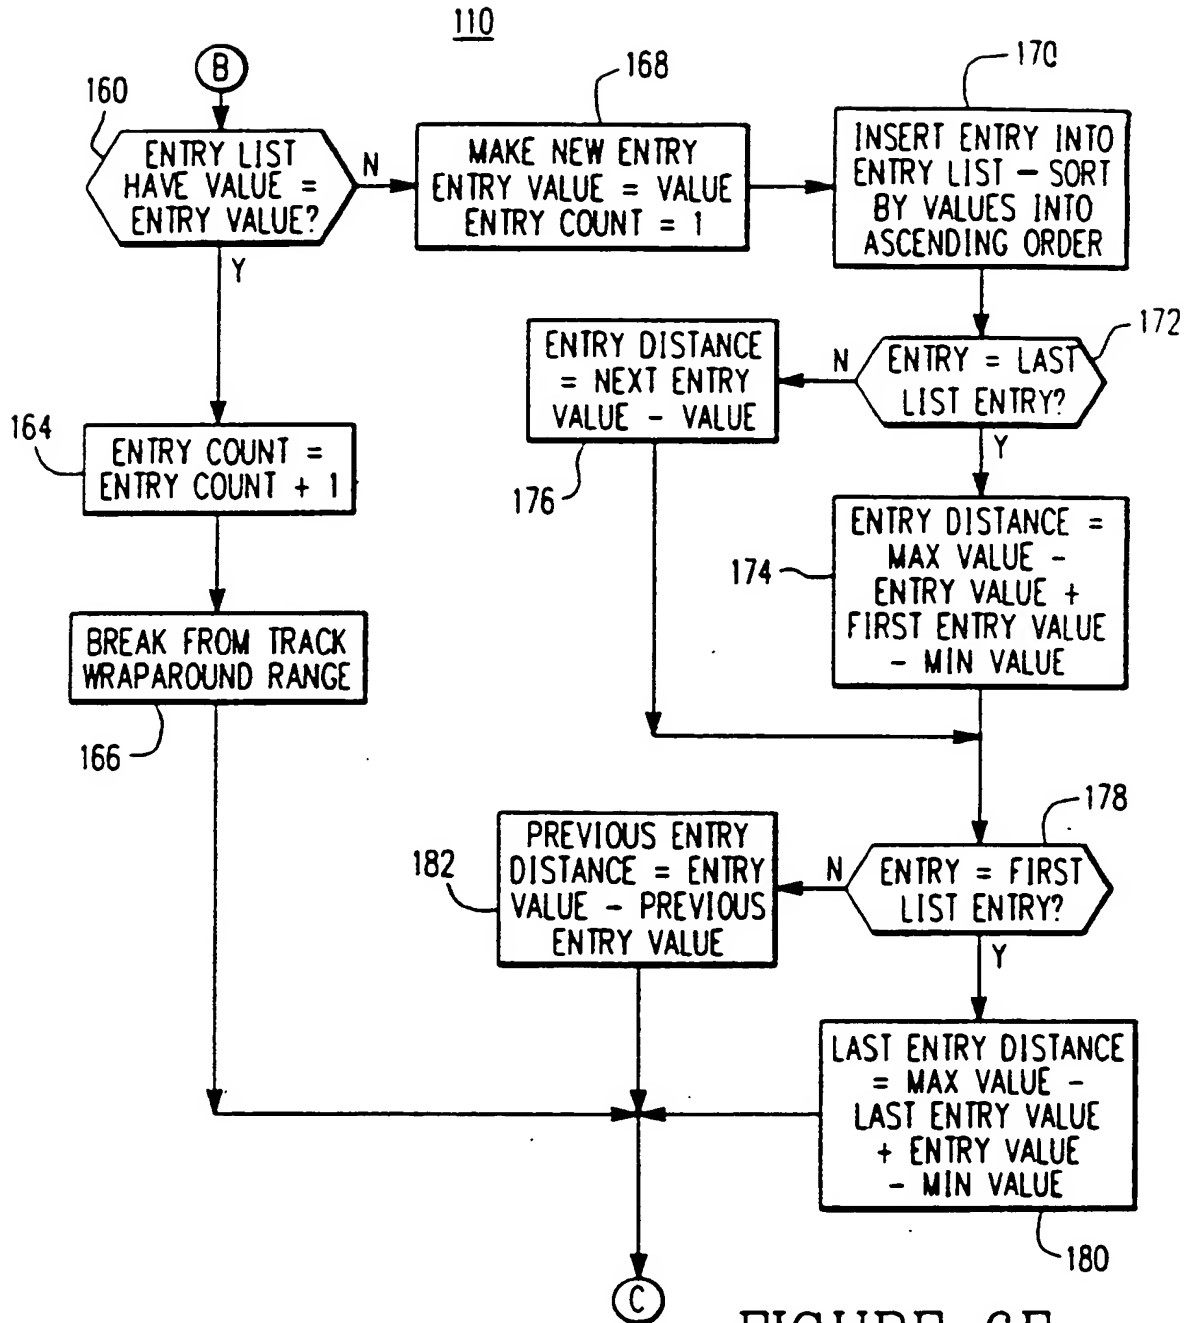 110
B
160
ENTRY LIST
HAVE VALUE =
ENTRY VALUE?
N
Y
168
MAKE NEW ENTRY
ENTRY VALUE = VALUE
ENTRY COUNT = 1
170
INSERT ENTRY INTO
ENTRY LIST – SORT
BY VALUES INTO
ASCENDING ORDER
172
ENTRY = LAST
LIST ENTRY?
N
Y
ENTRY DISTANCE
= NEXT ENTRY
VALUE – VALUE
176
164
ENTRY COUNT =
ENTRY COUNT + 1
174
ENTRY DISTANCE =
MAX VALUE –
ENTRY VALUE +
FIRST ENTRY VALUE
– MIN VALUE
BREAK FROM TRACK
WRAPAROUND RANGE
166
178
ENTRY = FIRST
LIST ENTRY?
N
Y
182
PREVIOUS ENTRY
DISTANCE = ENTRY
VALUE – PREVIOUS
ENTRY VALUE
LAST ENTRY DISTANCE
= MAX VALUE –
LAST ENTRY VALUE
+ ENTRY VALUE
– MIN VALUE
180
C
FIGURE